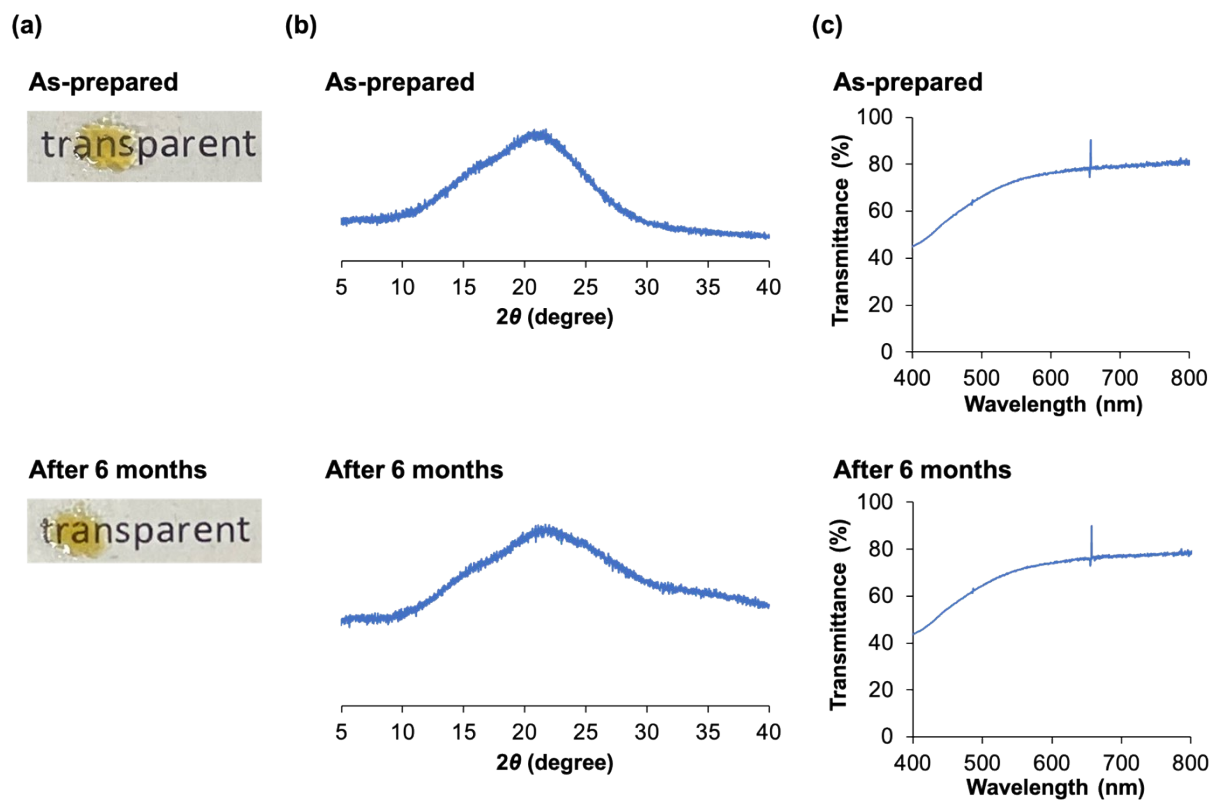 (a)
As-prepared
transparent
After 6 months
transparent
(b)
As-prepared
5 10 15 20 25 30 35 40
2θ (degree)
After 6 months
5 10 15 20 25 30 35 40
2θ (degree)
(c)
As-prepared
Transmittance (%)
100
80
60
40
20
0
400 500 600 700 800
Wavelength (nm)
After 6 months
Transmittance (%)
100
80
60
40
20
0
400 500 600 700 800
Wavelength (nm)